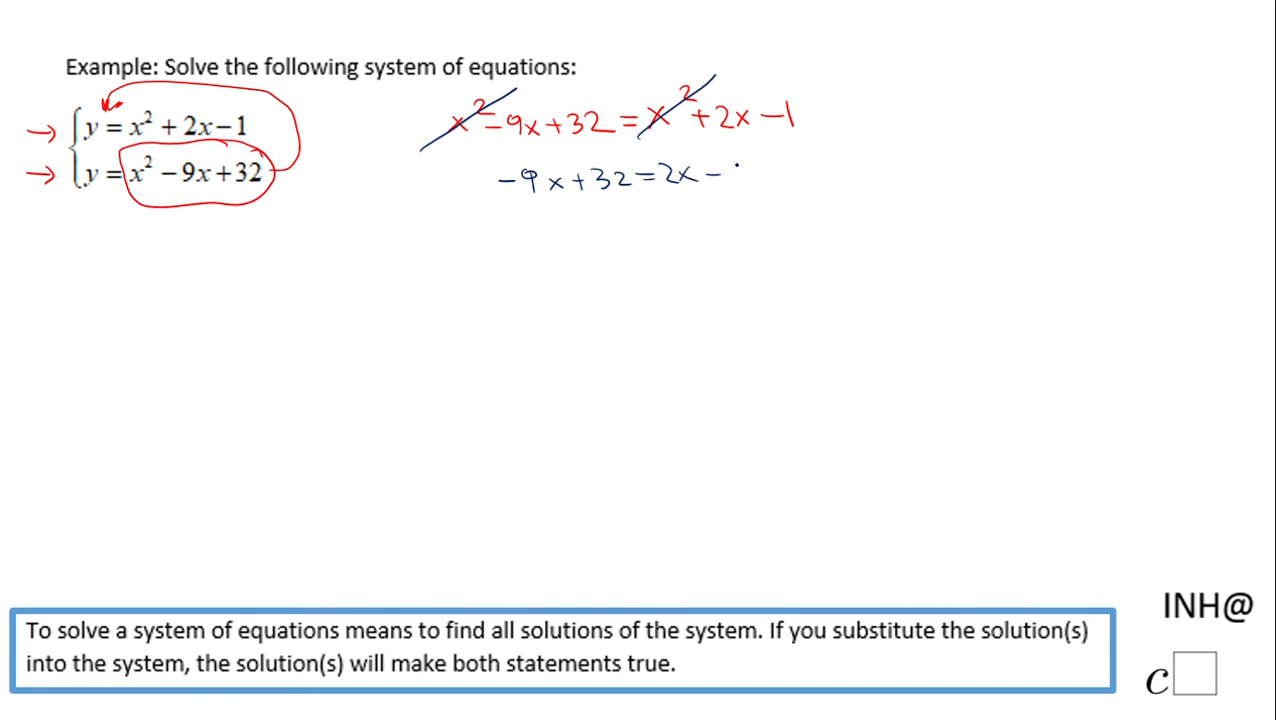 Example: Solve the following system of equations:
y = x² + 2x − 1
y = x² − 9x + 32
x² − 9x + 32 = x² + 2x − 1
−9x + 32 = 2x −
To solve a system of equations means to find all solutions of the system. If you substitute the solution(s)
into the system, the solution(s) will make both statements true.
INH@
c